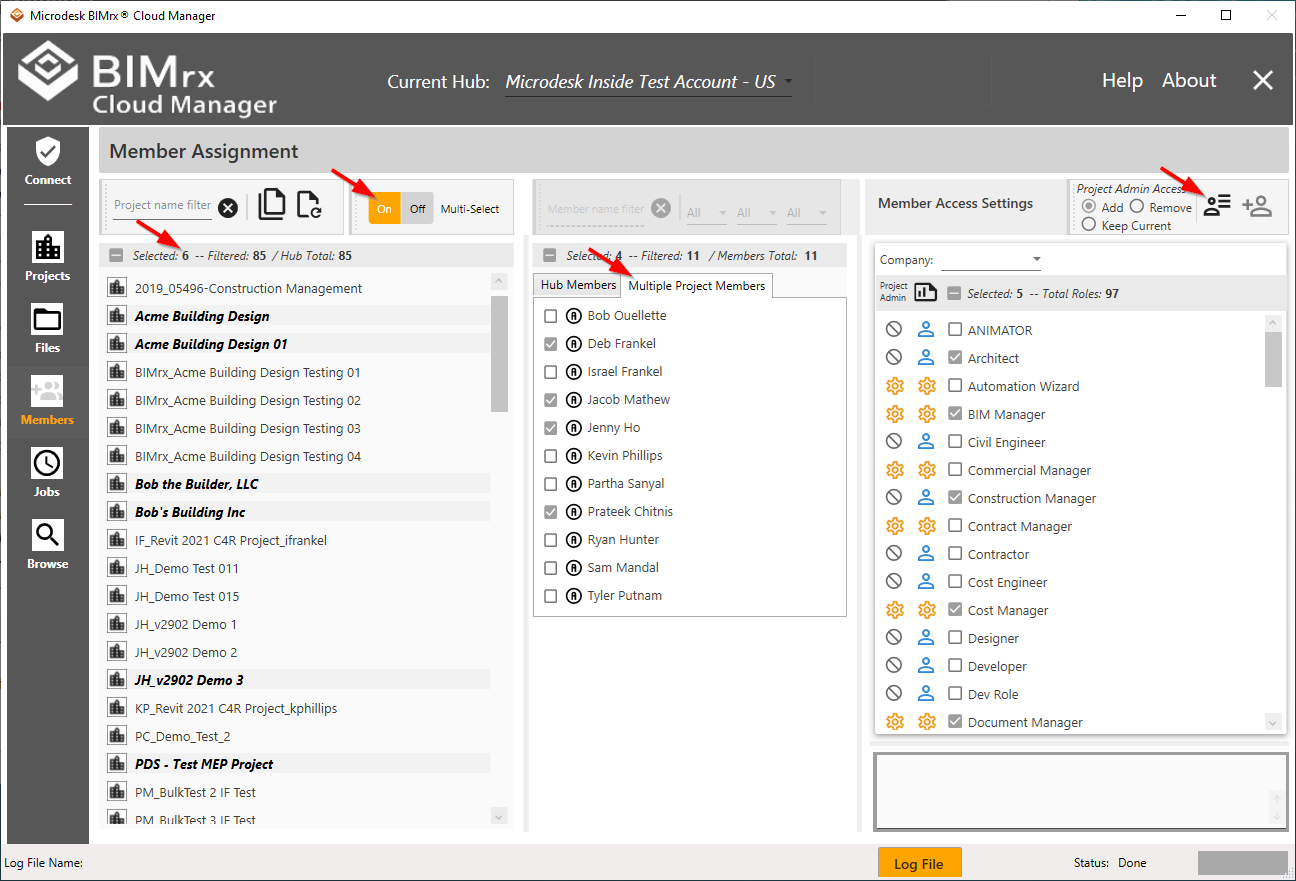 Microdesk BIMrx® Cloud Manager
BIMrx
Cloud Manager
Current Hub: Microdesk Inside Test Account - US
Help About
Connect
Projects
Files
Members
Jobs
Browse
Member Assignment
Project name filter
On Off Multi-Select
Selected: 6 -- Filtered: 85 / Hub Total: 85
2019_05496-Construction Management
Acme Building Design
Acme Building Design 01
BIMrx_Acme Building Design Testing 01
BIMrx_Acme Building Design Testing 02
BIMrx_Acme Building Design Testing 03
BIMrx_Acme Building Design Testing 04
Bob the Builder, LLC
Bob's Building Inc
IF_Revit 2021 C4R Project_ifrankel
JH_Demo Test 011
JH_Demo Test 015
JH_v2902 Demo 1
JH_v2902 Demo 2
JH_v2902 Demo 3
KP_Revit 2021 C4R Project_kphillips
PC_Demo_Test_2
PDS - Test MEP Project
PM_BulkTest 2 IF Test
PM_BulkTest 3 IF Test
Member name filter
All All All
Selected: 4 -- Filtered: 11 / Members Total: 11
Hub Members Multiple Project Members
Bob Ouellette
Deb Frankel
Israel Frankel
Jacob Mathew
Jenny Ho
Kevin Phillips
Partha Sanyal
Prateek Chitnis
Ryan Hunter
Sam Mandal
Tyler Putnam
Member Access Settings
Project Admin Access
Add Remove
Keep Current
Company:
Project
Admin
Selected: 5 -- Total Roles: 97
ANIMATOR
Architect
Automation Wizard
BIM Manager
Civil Engineer
Commercial Manager
Construction Manager
Contract Manager
Contractor
Cost Engineer
Cost Manager
Designer
Developer
Dev Role
Document Manager
Log File Name:
Log File
Status: Done